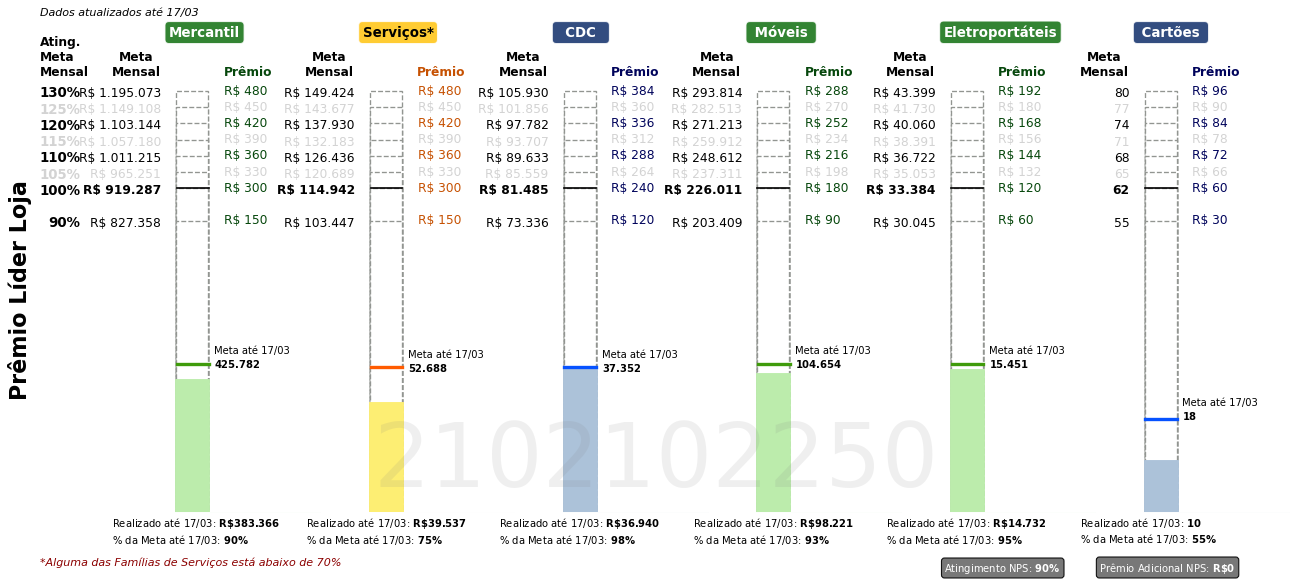 Dados atualizados até 17/03
Mercantil Serviços* CDC Móveis Eletroportáteis Cartões
Ating. Meta Mensal
Meta Mensal Prêmio Meta Mensal Prêmio Meta Mensal Prêmio Meta Mensal Prêmio Meta Mensal Prêmio Meta Mensal Prêmio
130% R$ 1.195.073 R$ 480 R$ 149.424 R$ 480 R$ 105.930 R$ 384 R$ 293.814 R$ 288 R$ 43.399 R$ 192 80 R$ 96
125% R$ 1.149.108 R$ 450 R$ 143.677 R$ 450 R$ 101.856 R$ 360 R$ 282.513 R$ 270 R$ 41.730 R$ 180 77 R$ 90
120% R$ 1.103.144 R$ 420 R$ 137.930 R$ 420 R$ 97.782 R$ 336 R$ 271.213 R$ 252 R$ 40.060 R$ 168 74 R$ 84
115% R$ 1.057.180 R$ 390 R$ 132.183 R$ 390 R$ 93.707 R$ 312 R$ 259.912 R$ 234 R$ 38.391 R$ 156 71 R$ 78
110% R$ 1.011.215 R$ 360 R$ 126.436 R$ 360 R$ 89.633 R$ 288 R$ 248.612 R$ 216 R$ 36.722 R$ 144 68 R$ 72
105% R$ 965.251 R$ 330 R$ 120.689 R$ 330 R$ 85.559 R$ 264 R$ 237.311 R$ 198 R$ 35.053 R$ 132 65 R$ 66
100% R$ 919.287 R$ 300 R$ 114.942 R$ 300 R$ 81.485 R$ 240 R$ 226.011 R$ 180 R$ 33.384 R$ 120 62 R$ 60
90% R$ 827.358 R$ 150 R$ 103.447 R$ 150 R$ 73.336 R$ 120 R$ 203.409 R$ 90 R$ 30.045 R$ 60 55 R$ 30
Prêmio Líder Loja
Meta até 17/03 Meta até 17/03 Meta até 17/03 Meta até 17/03 Meta até 17/03
425.782 52.688 37.352 104.654 15.451
Meta até 17/03
18
2102102250
Realizado até 17/03: R$383.366 Realizado até 17/03: R$39.537 Realizado até 17/03: R$36.940 Realizado até 17/03: R$98.221 Realizado até 17/03: R$14.732 Realizado até 17/03: 10
% da Meta até 17/03: 90% % da Meta até 17/03: 75% % da Meta até 17/03: 98% % da Meta até 17/03: 93% % da Meta até 17/03: 95% % da Meta até 17/03: 55%
*Alguma das Famílias de Serviços está abaixo de 70%
Atingimento NPS: 90% Prêmio Adicional NPS: R$0